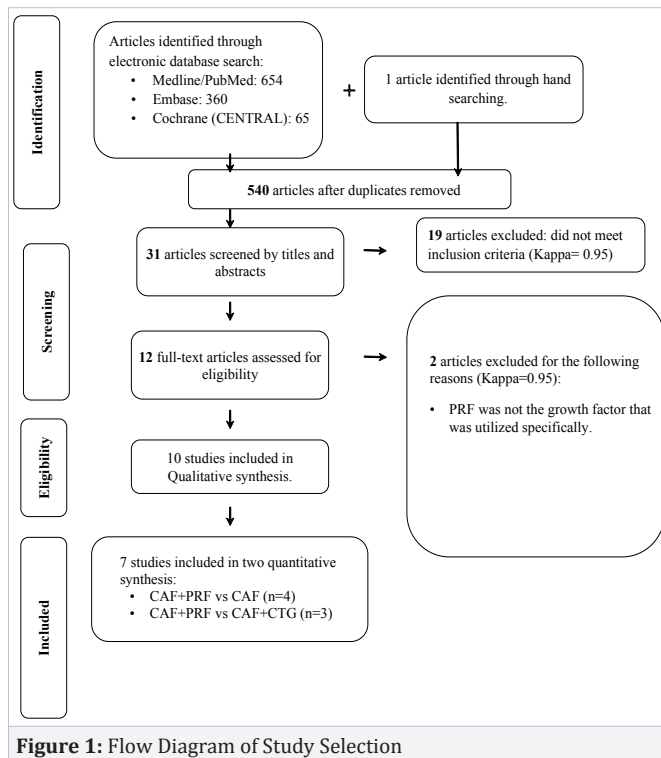 Identification
Articles identified through
electronic database search:
• Medline/PubMed: 654
• Embase: 360
• Cochrane (CENTRAL): 65
+
1 article identified through hand
searching.
540 articles after duplicates removed
Screening
31 articles screened by titles and
abstracts
19 articles excluded: did not meet
inclusion criteria (Kappa= 0.95)
12 full-text articles assessed for
eligibility
2 articles excluded for the following
reasons (Kappa=0.95):
• PRF was not the growth factor that
was utilized specifically.
Eligibility
10 studies included in
Qualitative synthesis.
Included
7 studies included in two quantitative
synthesis:
• CAF+PRF vs CAF (n=4)
• CAF+PRF vs CAF+CTG (n=3)
Figure 1: Flow Diagram of Study Selection